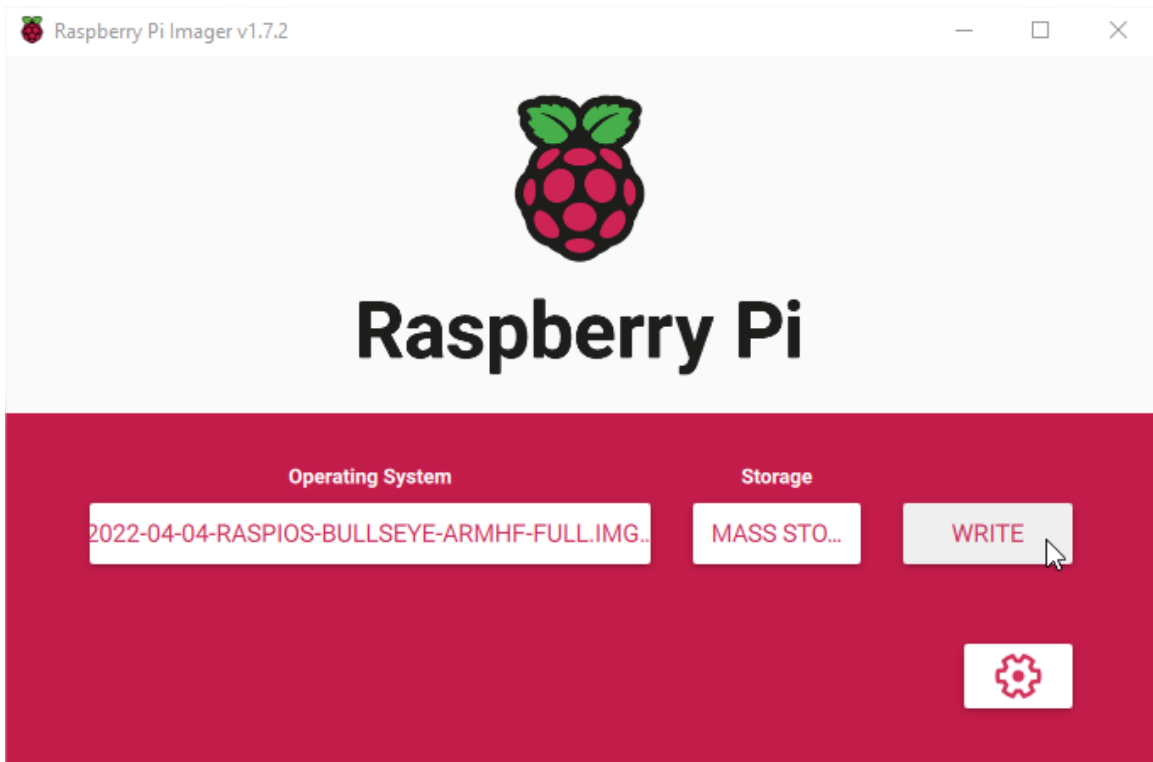 Raspberry Pi Imager v1.7.2
Raspberry Pi
Operating System
Storage
2022-04-04-RASPIOS-BULLSEYE-ARMHF-FULL.IMG..
MASS STO...
WRITE